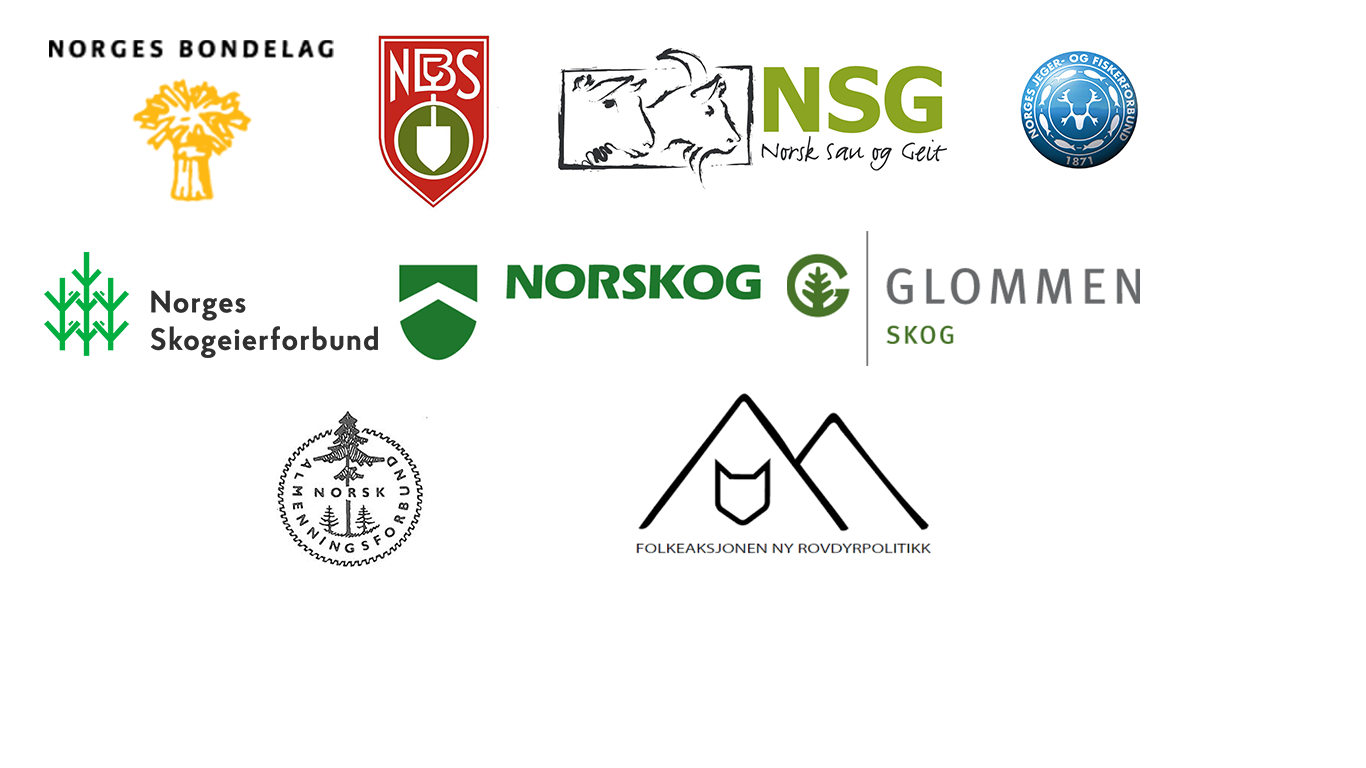 NORGES BONDELAG
NBS
NSG
Norsk Sau og Geit
NORGES JEGER- OG FISKERFORBUND
1871
Norges
Skogeierforbund
NORSKOG
G
GLOMMEN
SKOG
NORSK
ALMENNINGSFORBUND
FOLKEAKSJONEN NY ROVDYRPOLITIKK